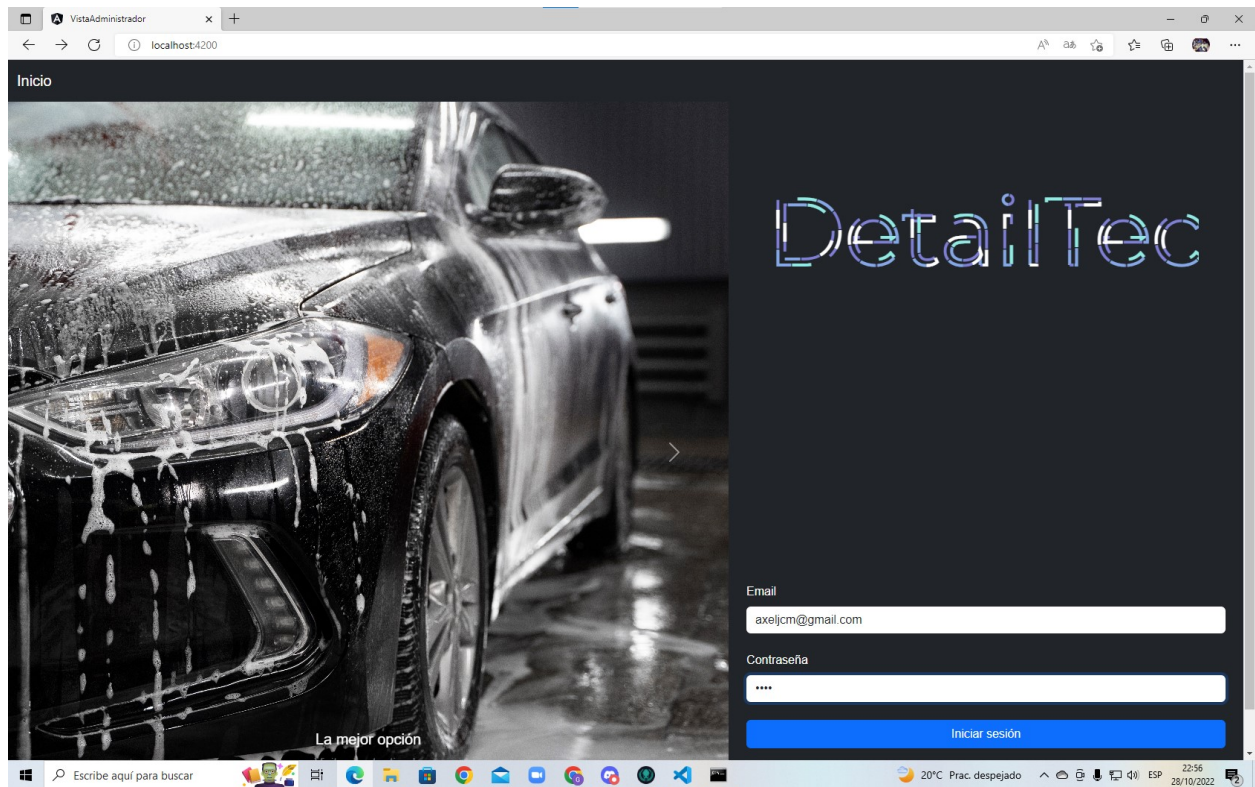 VistaAdministrador
localhost:4200
Inicio
DetailTec
Email
axeljcm@gmail.com
Contraseña
••••
Iniciar sesión
La mejor opción
Escribe aquí para buscar
20°C Prac. despejado
ESP
22:56
28/10/2022
2